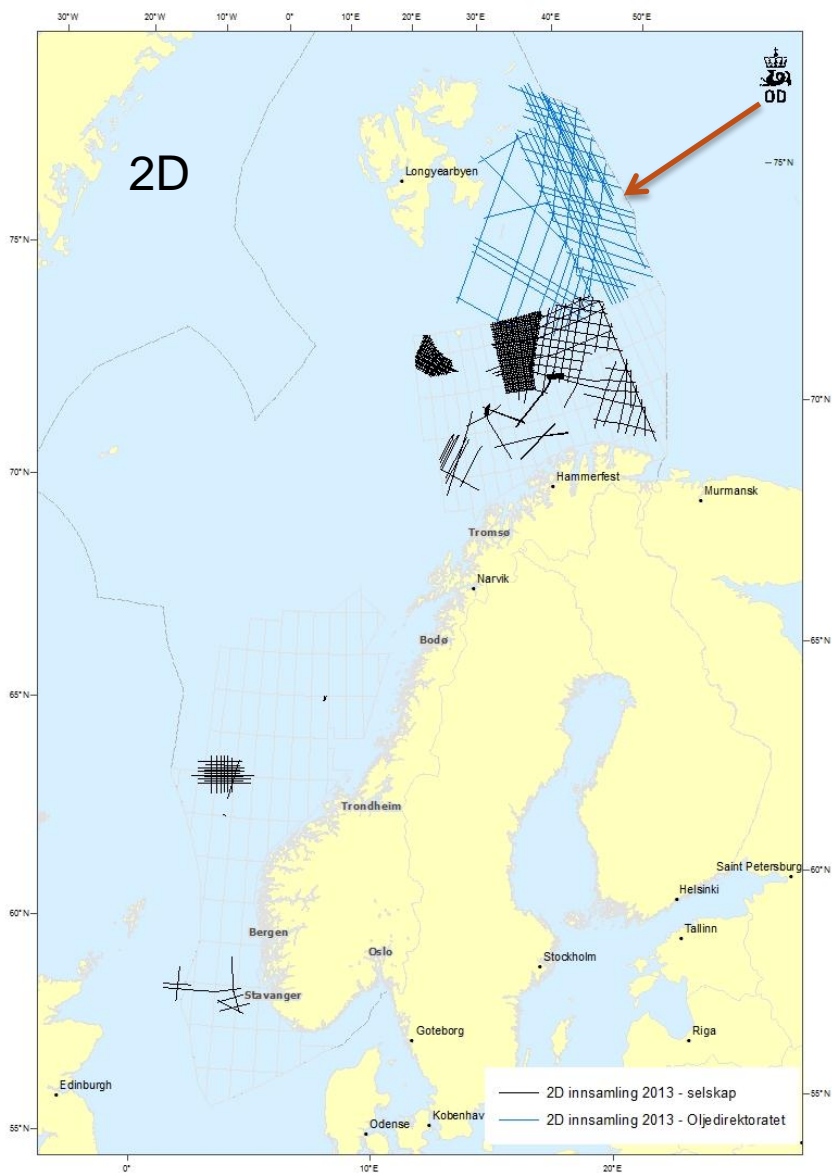 30°W 20°W 10°W 0° 10°E 20°E 30°E 40°E 50°E
OD
2D
75°N
Longyearbyen
75°N
70°N
70°N
Hammerfest
Murmansk
Tromsø
Narvik
65°N
Bodø
65°N
Trondheim
Saint Petersburg
60°N
Helsinki
60°N
Bergen
Tallinn
Oslo
Stockholm
Stavanger
Goteborg
Riga
Edinburgh
2D innsamling 2013 - selskap
55°N
2D innsamling 2013 - Oljedirektoratet
Kobenhav
Odense
55°N
0° 10°E 20°E